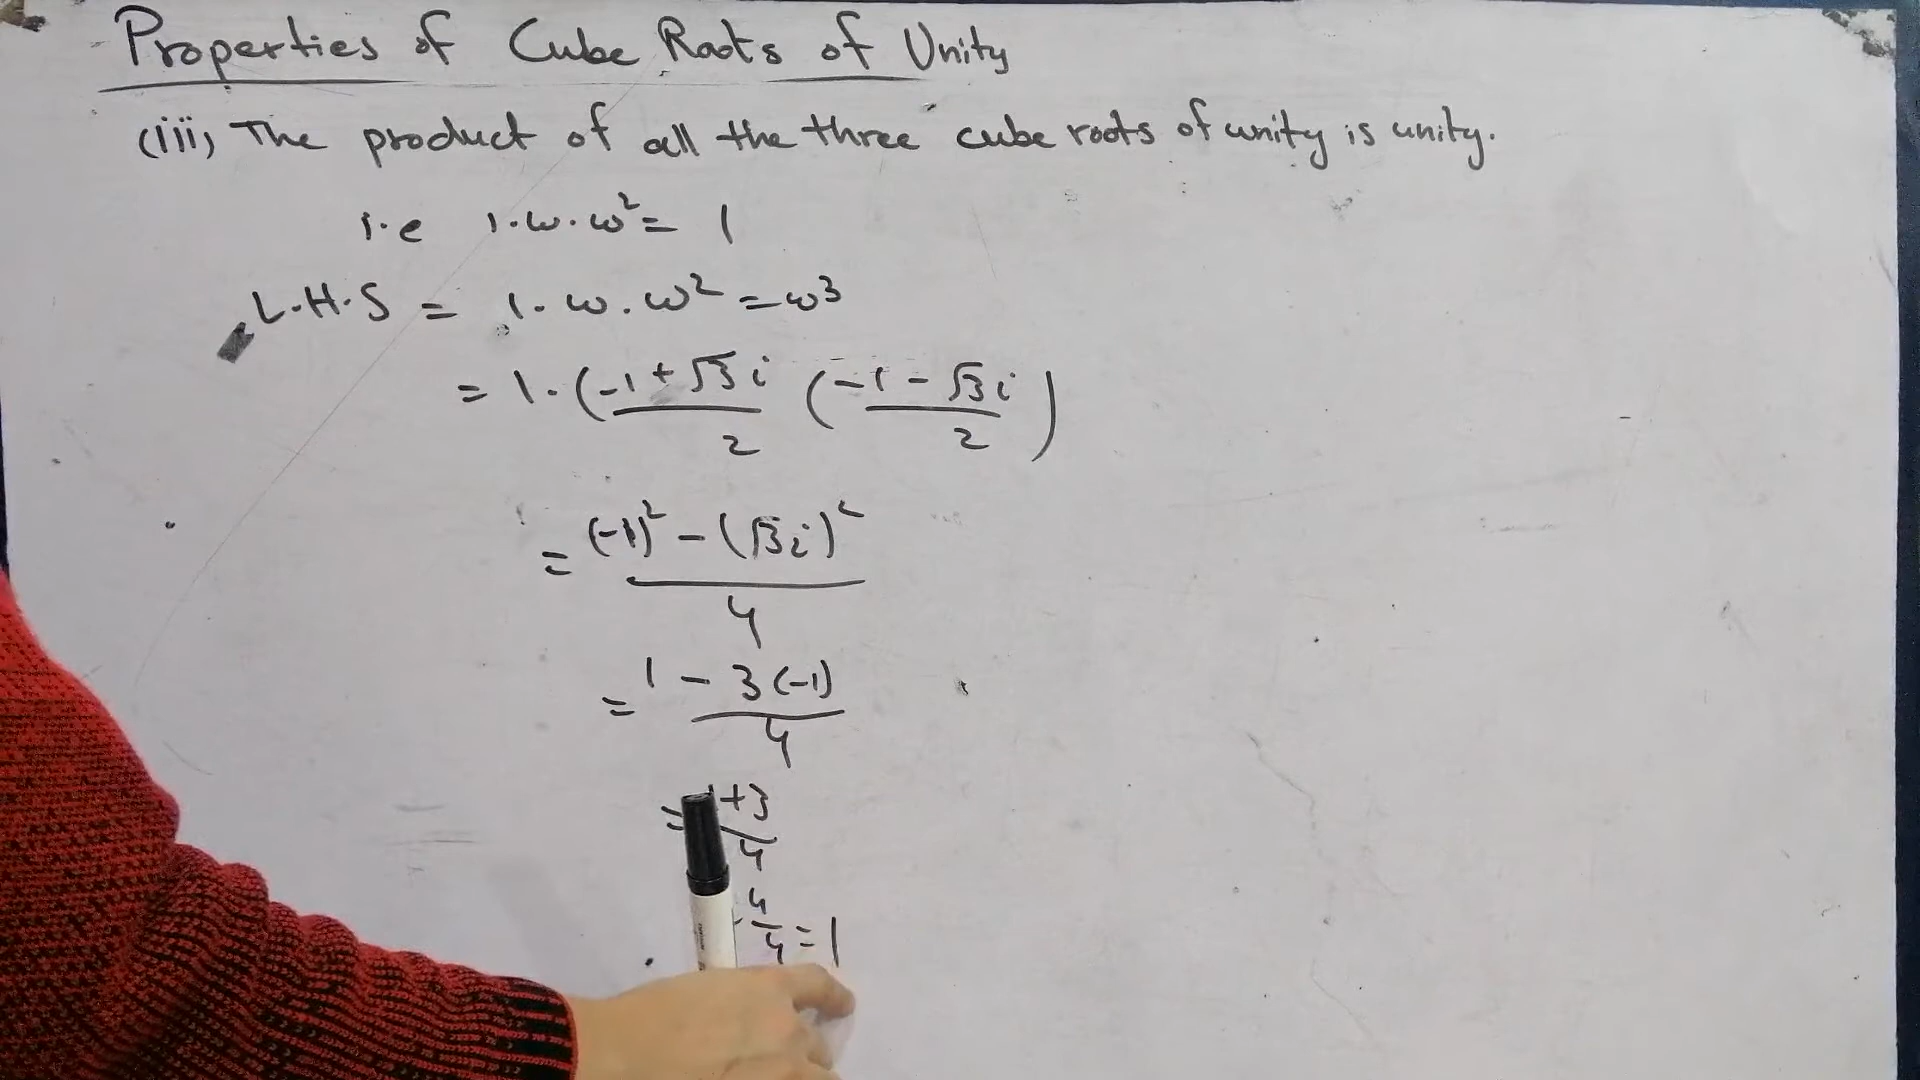 Properties of Cube Roots of Unity
(iii) The product of all the three cube roots of unity is unity.
i.e 1.ω.ω²= 1
L.H.S = 1.ω.ω² = ω³
= 1.(-1+√3i/2 (-1-√3i/2)
= (-1)² - (√3i)²/4
= 1 - 3(-1)/4
= 1+3/4
4/4 = 1